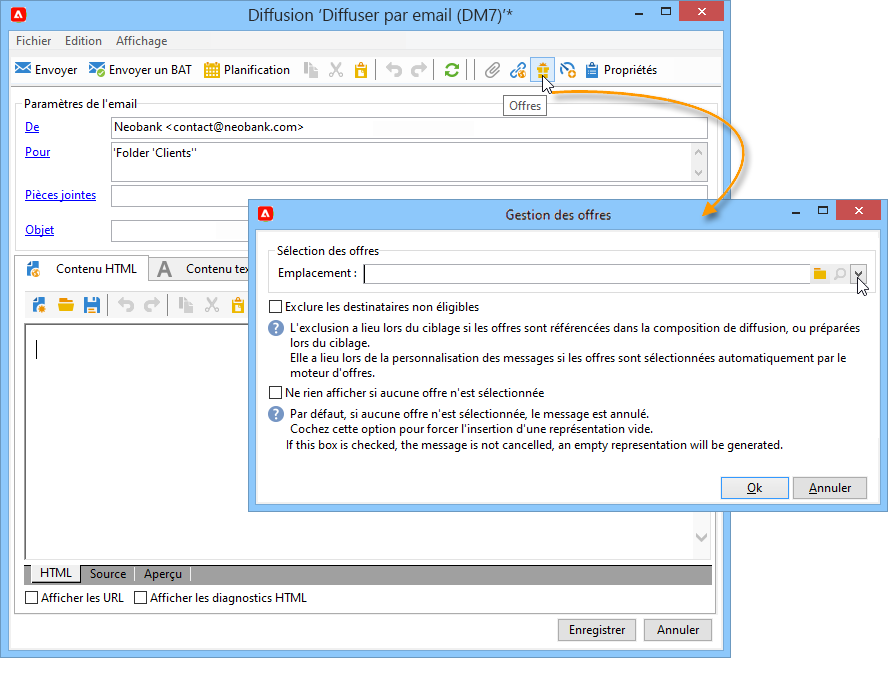 Diffusion 'Diffuser par email (DM7)'*
Fichier Edition Affichage
Envoyer Envoyer un BAT Planification Propriétés
Offres
Paramètres de l'email
De Neobank <contact@neobank.com>
Pour 'Folder 'Clients''
Pièces jointes
Objet
Contenu HTML A Contenu tex
Gestion des offres
Sélection des offres
Emplacement :
Exclure les destinataires non éligibles
L'exclusion a lieu lors du ciblage si les offres sont référencées dans la composition de diffusion, ou préparées
lors du ciblage.
Elle a lieu lors de la personnalisation des messages si les offres sont sélectionnées automatiquement par le
moteur d'offres.
Ne rien afficher si aucune offre n'est sélectionnée
Par défaut, si aucune offre n'est sélectionnée, le message est annulé.
Cochez cette option pour forcer l'insertion d'une représentation vide.
If this box is checked, the message is not cancelled, an empty representation will be generated.
Ok Annuler
HTML Source Aperçu
Afficher les URL Afficher les diagnostics HTML
Enregistrer Annuler